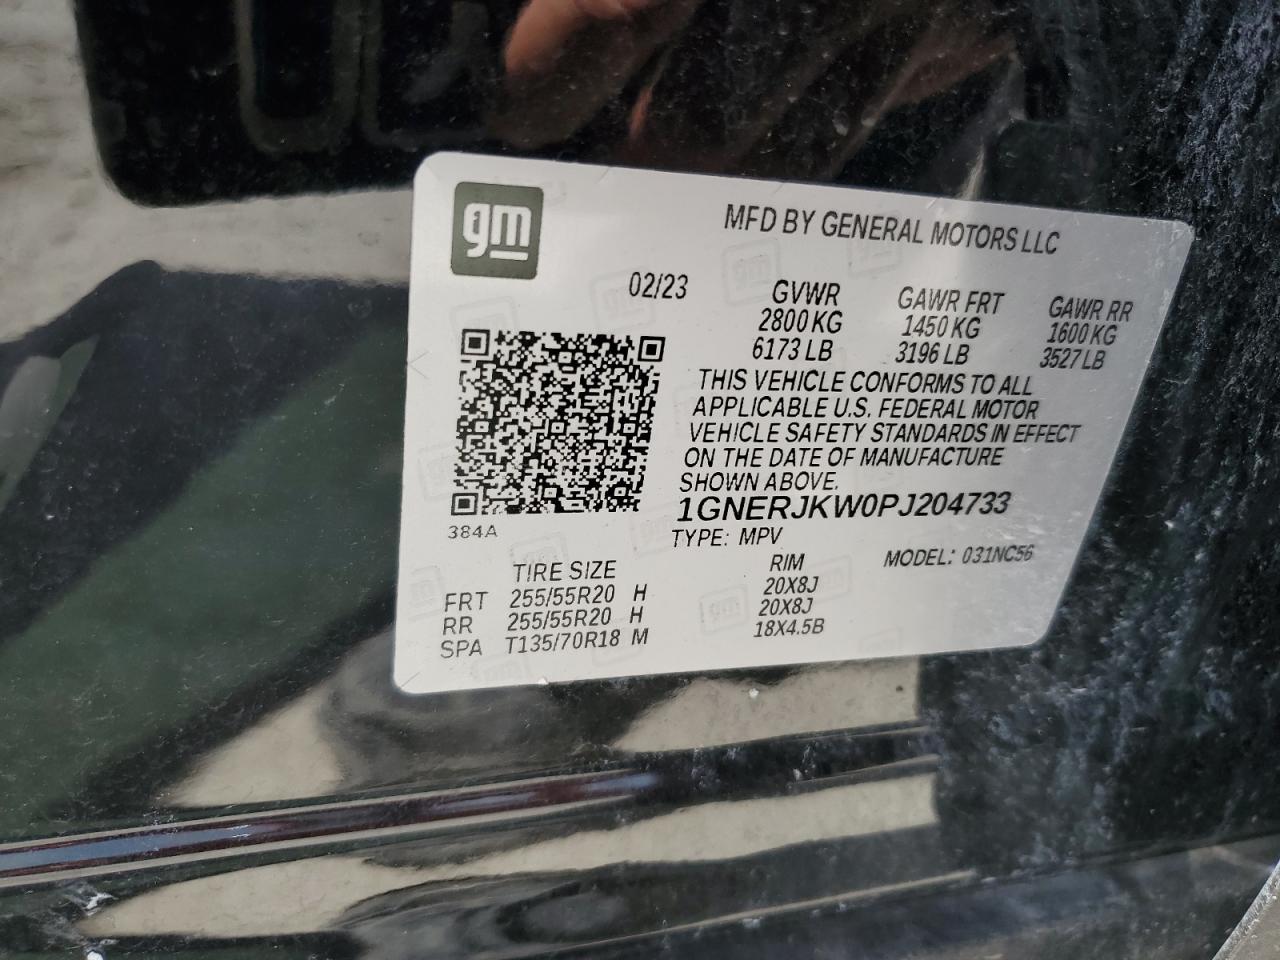 gm
MFD BY GENERAL MOTORS LLC
02/23 GVWR GAWR FRT GAWR RR
2800 KG 1450 KG 1600 KG
6173 LB 3196 LB 3527 LB
THIS VEHICLE CONFORMS TO ALL
APPLICABLE U.S. FEDERAL MOTOR
VEHICLE SAFETY STANDARDS IN EFFECT
ON THE DATE OF MANUFACTURE
SHOWN ABOVE.
1GNERJKW0PJ204733
384A
TYPE: MPV MODEL: 031NC56
TIRE SIZE RIM
FRT 255/55R20 H 20X8J
RR 255/55R20 H 20X8J
SPA T135/70R18 M 18X4.5B